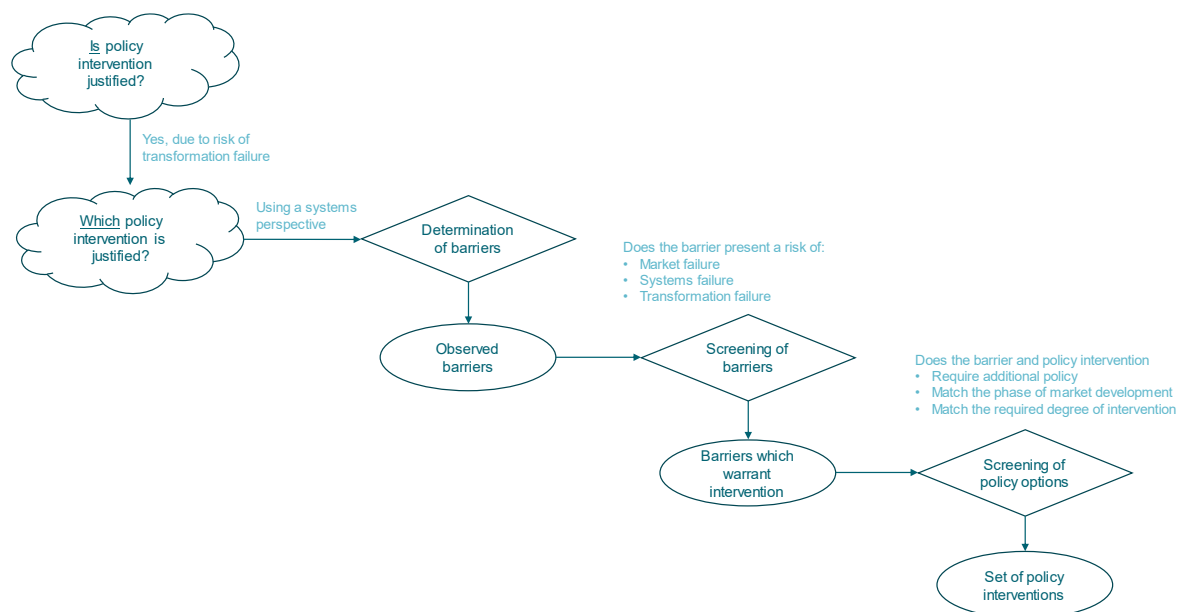 Is policy
intervention
justified?
Yes, due to risk of
transformation failure
Which policy
intervention is
justified?
Using a systems
perspective
Determination
of barriers
Observed
barriers
Does the barrier present a risk of:
• Market failure
• Systems failure
• Transformation failure
Screening of
barriers
Barriers which
warrant
intervention
Does the barrier and policy intervention
• Require additional policy
• Match the phase of market development
• Match the required degree of intervention
Screening of
policy options
Set of policy
interventions